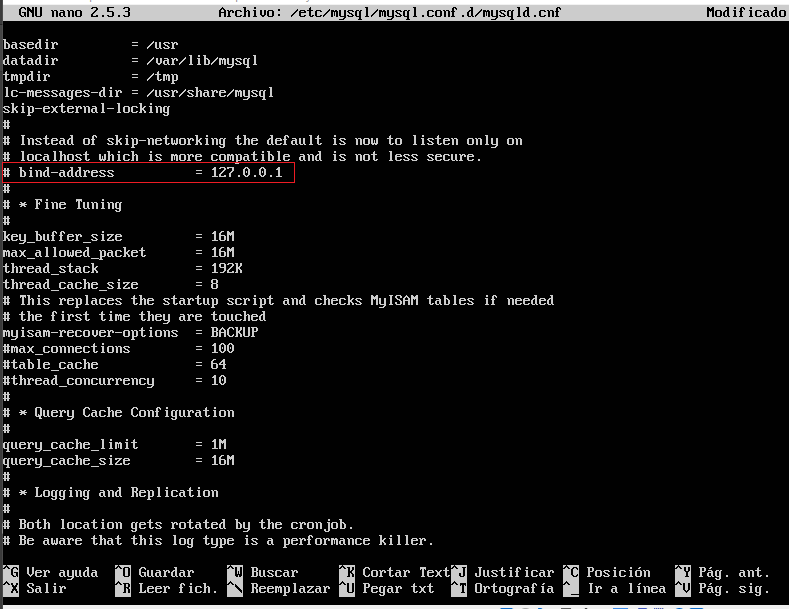 GNU nano 2.5.3 Archivo: /etc/mysql/mysql.conf.d/mysqld.cnf Modificado
basedir = /usr
datadir = /var/lib/mysql
tmpdir = /tmp
lc-messages-dir = /usr/share/mysql
skip-external-locking
#
# Instead of skip-networking the default is now to listen only on
# localhost which is more compatible and is not less secure.
# bind-address = 127.0.0.1
#
# * Fine Tuning
#
key_buffer_size = 16M
max_allowed_packet = 16M
thread_stack = 192K
thread_cache_size = 8
# This replaces the startup script and checks MyISAM tables if needed
# the first time they are touched
myisam-recover-options = BACKUP
#max_connections = 100
#table_cache = 64
#thread_concurrency = 10
#
# * Query Cache Configuration
#
query_cache_limit = 1M
query_cache_size = 16M
#
# * Logging and Replication
#
# Both location gets rotated by the cronjob.
# Be aware that this log type is a performance killer.
^G Ver ayuda ^O Guardar ^W Buscar ^K Cortar Text ^J Justificar ^C Posición ^Y Pág. ant.
^X Salir ^R Leer fich. ^\ Reemplazar ^U Pegar txt ^T Ortografía ^_ Ir a línea ^V Pág. sig.